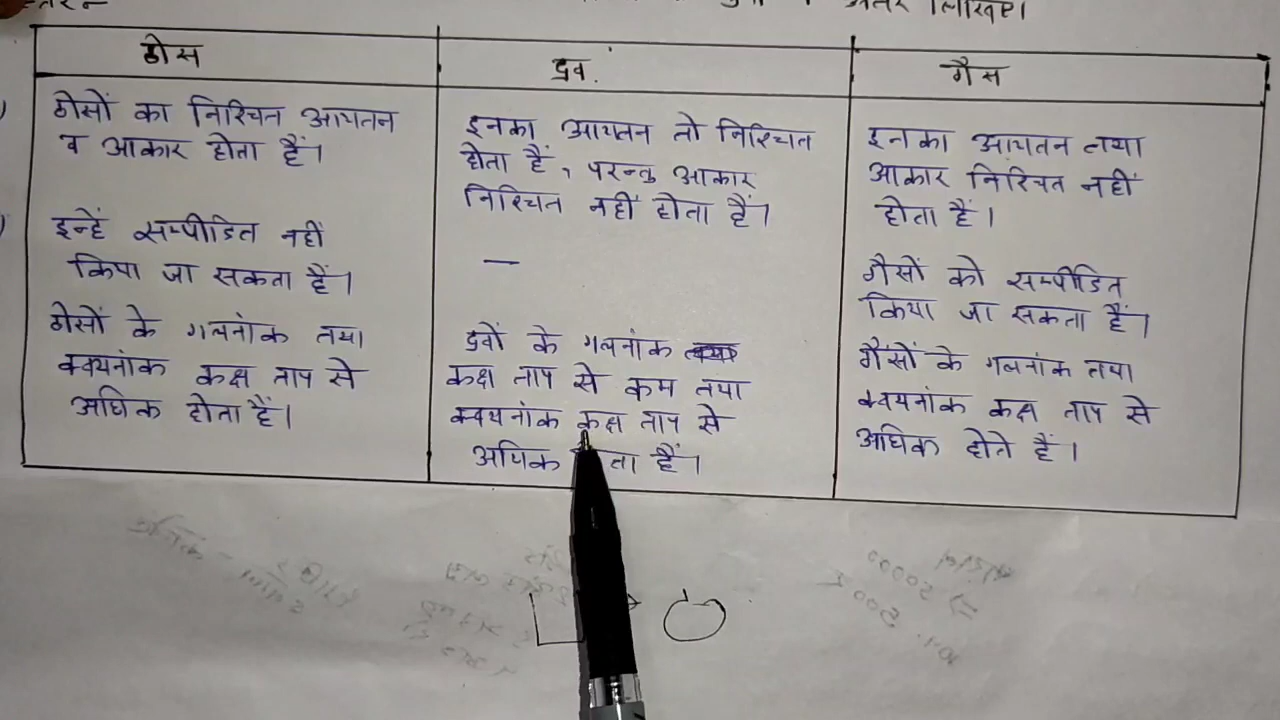 अंतर लिखिए।
ठोस
द्रव
गैस
ठोसों का निश्चित आयतन
व आकार होता हैं।
इन्हें सम्पीडित नहीं
किया जा सकता हैं।
ठोसों के गलनांक तथा
क्वथनांक कक्ष ताप से
अधिक होता हैं।
इनका आयतन तो निश्चित
होता हैं, परन्तु आकार
निश्चित नहीं होता हैं।
—
द्रवों के गलनांक
कक्ष ताप से कम तथा
क्वथनांक कक्ष ताप से
अधिक हैं।
इनका आयतन तथा
आकार निश्चित नहीं
होता हैं।
गैसों को सम्पीडित
किया जा सकता हैं।
गैसों के गलनांक तथा
क्वथनांक कक्ष ताप से
अधिक होते हैं।